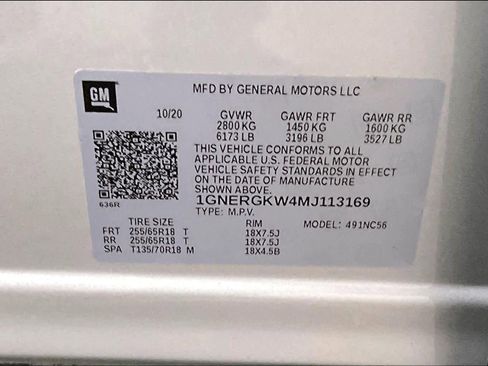 GM
MFD BY GENERAL MOTORS LLC
10/20 GVWR GAWR FRT GAWR RR
2800 KG 1450 KG 1600 KG
6173 LB 3196 LB 3527 LB
THIS VEHICLE CONFORMS TO ALL
APPLICABLE U.S. FEDERAL MOTOR
VEHICLE SAFETY STANDARDS IN EFFECT
ON THE DATE OF MANUFACTURE
SHOWN ABOVE.
636R 1GNERGKW4MJ113169
TYPE: M.P.V. MODEL: 491NC56
TIRE SIZE RIM
FRT 255/65R18 T 18X7.5J
RR 255/65R18 T 18X7.5J
SPA T135/70R18 M 18X4.5B